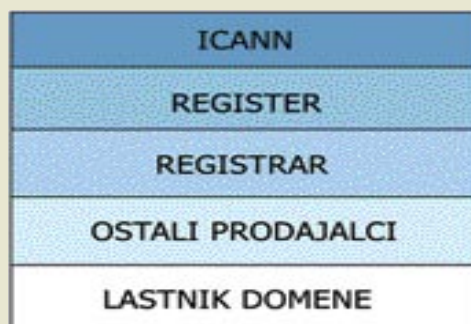 ICANN
REGISTER
REGISTRAR
OSTALI PRODAJALCI
LASTNIK DOMENE